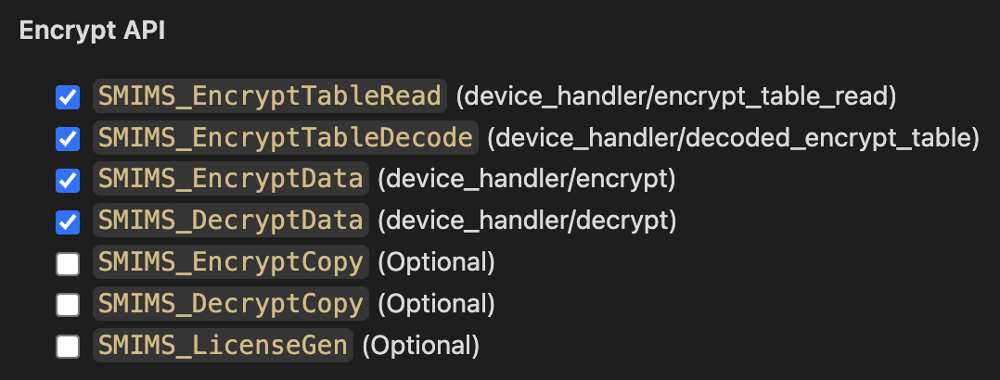 Encrypt API
SMIMS_EncryptTableRead (device_handler/encrypt_table_read)
SMIMS_EncryptTableDecode (device_handler/decoded_encrypt_table)
SMIMS_EncryptData (device_handler/encrypt)
SMIMS_DecryptData (device_handler/decrypt)
SMIMS_EncryptCopy (Optional)
SMIMS_DecryptCopy (Optional)
SMIMS_LicenseGen (Optional)